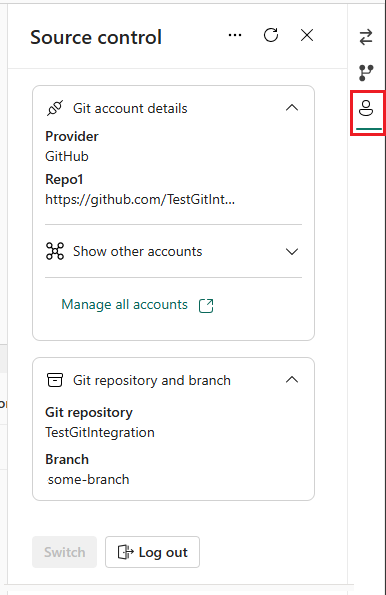 Source control
Git account details
Provider
GitHub
Repo1
https://github.com/TestGitInt...
Show other accounts
Manage all accounts
Git repository and branch
Git repository
TestGitIntegration
Branch
some-branch
Switch
Log out